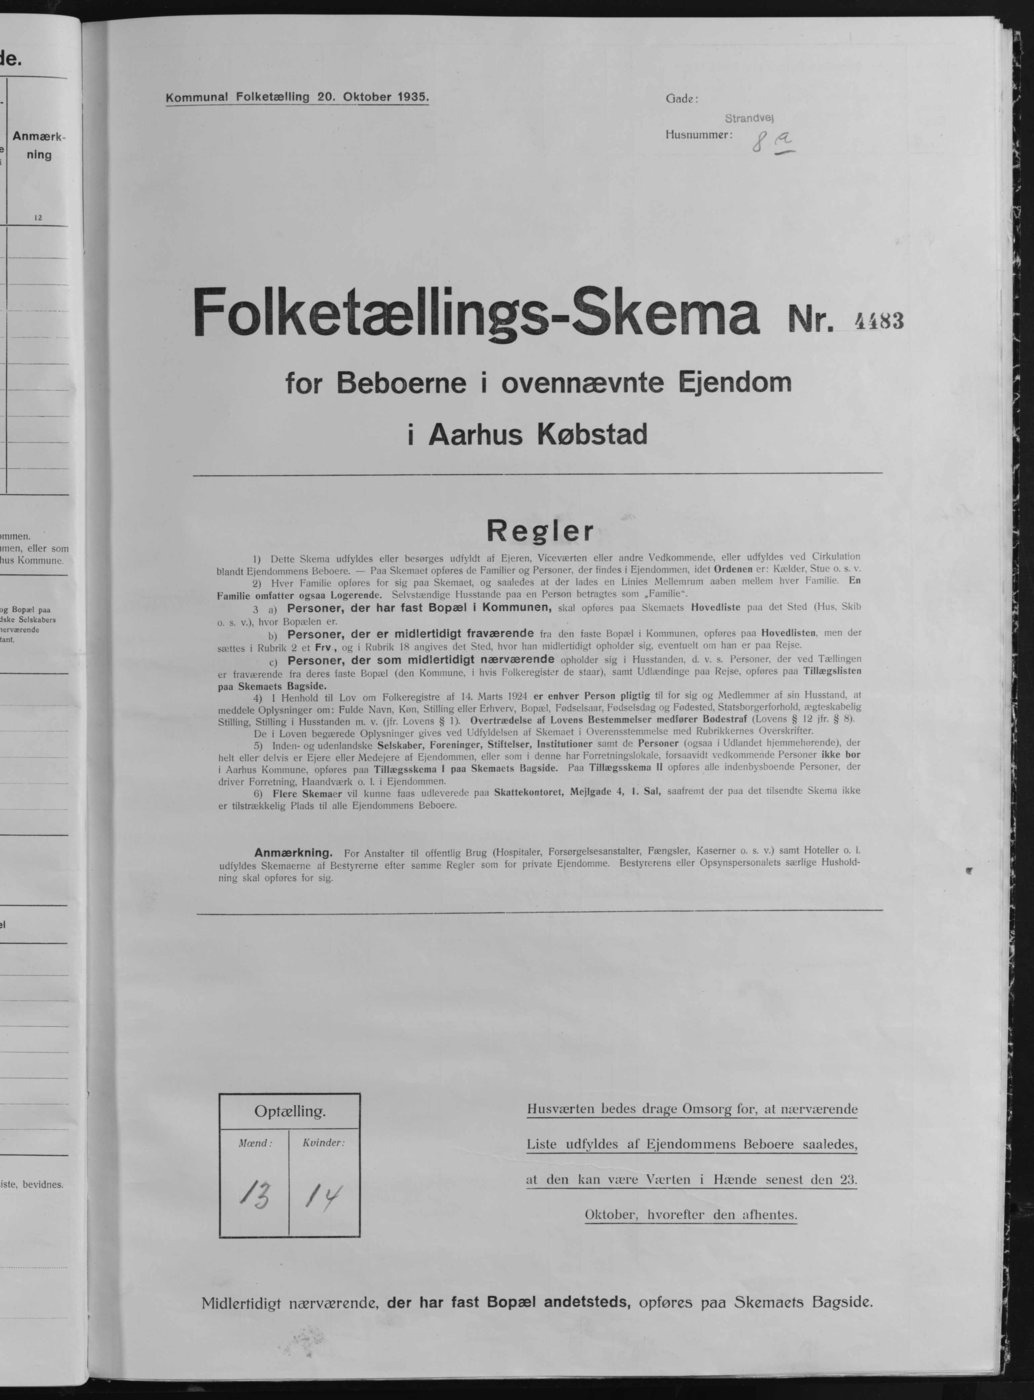 de.
Anmærk-
ning
12
Kommunal Folketælling 20. Oktober 1935.
Gade:
Strandvej
Husnummer: 8 a
Folketællings-Skema Nr. 4483
for Beboerne i ovennævnte Ejendom
i Aarhus Købstad
Regler
1) Dette Skema udfyldes eller besørges udfyldt af Ejeren, Viceværten eller andre Vedkommende, eller udfyldes ved Cirkulation
blandt Ejendommens Beboere. — Paa Skemaet opføres de Familier og Personer, der findes i Ejendommen, idet Ordenen er: Kælder, Stue o. s. v.
2) Hver Familie opføres for sig paa Skemaet, og saaledes at der lades en Linies Mellemrum aaben mellem hver Familie. En
Familie omfatter ogsaa Logerende. Selvstændige Husstande paa en Person betragtes som „Familie“.
3 a) Personer, der har fast Bopæl i Kommunen, skal opføres paa Skemaets Hovedliste paa det Sted (Hus, Skib
o. s. v.), hvor Bopælen er.
b) Personer, der er midlertidigt fraværende fra den faste Bopæl i Kommunen, opføres paa Hovedlisten, men der
sættes i Rubrik 2 et Frv., og i Rubrik 18 angives det Sted, hvor han midlertidigt opholder sig, eventuelt om han er paa Rejse.
c) Personer, der som midlertidigt nærværende opholder sig i Husstanden, d. v. s. Personer, der ved Tællingen
er fraværende fra deres faste Bopæl (den Kommune, i hvis Folkeregister de staar), samt Udlændinge paa Rejse, opføres paa Tillægslisten
paa Skemaets Bagside.
4) I Henhold til Lov om Folkeregistre af 14. Marts 1924 er enhver Person pligtig til for sig og Medlemmer af sin Husstand, at
meddele Oplysninger om: Fulde Navn, Køn, Stilling eller Erhverv, Bopæl, Fødselsaar, Fødselsdag og Fødested, Statsborgerforhold, ægteskabelig
Stilling, Stilling i Husstanden m. v. (jfr. Lovens § 1). Overtrædelse af Lovens Bestemmelser medfører Bødestraf (Lovens § 12 jfr. § 8).
De i Loven begærede Oplysninger gives ved Udfyldelsen af Skemaet i Overensstemmelse med Rubrikkernes Overskrifter.
5) Inden- og udenlandske Selskaber, Foreninger, Stiftelser, Institutioner samt de Personer (ogsaa i Udlandet hjemmehørende), der
helt eller delvis er Ejere eller Medejere af Ejendommen, eller som i denne har Forretningslokale, forsaavidt vedkommende Personer ikke bor
i Aarhus Kommune, opføres paa Tillægsskema I paa Skemaets Bagside. Paa Tillægsskema II opføres alle indenbysboende Personer, der
driver Forretning, Haandværk o. l. i Ejendommen.
6) Flere Skemaer vil kunne faas udleverede paa Skattekontoret, Mejlgade 4, 1. Sal, saafremt der paa det tilsendte Skema ikke
er tilstrækkelig Plads til alle Ejendommens Beboere.
Anmærkning. For Anstalter til offentlig Brug (Hospitaler, Forsørgelsesanstalter, Fængsler, Kaserner o. s. v.) samt Hoteller o. l.
udfyldes Skemaerne af Bestyrerne efter samme Regler som for private Ejendomme. Bestyrerens eller Opsynspersonalets særlige Hushold-
ning skal opføres for sig.
Optælling.
Mænd: Kvinder:
13 14
Husværten bedes drage Omsorg for, at nærværende
Liste udfyldes af Ejendommens Beboere saaledes,
at den kan være Værten i Hænde senest den 23.
Oktober, hvorefter den afhentes.
Midlertidigt nærværende, der har fast Bopæl andetsteds, opføres paa Skemaets Bagside.
ommen.
mmen, eller som
hus Kommune.
og Bopæl paa
dske Selskabers
nerværende
tant.
el
iste, bevidnes.